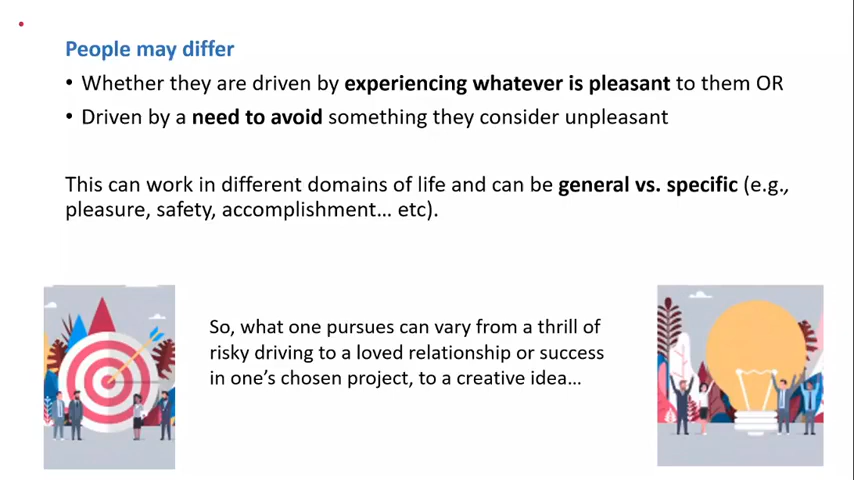 People may differ
• Whether they are driven by experiencing whatever is pleasant to them OR
• Driven by a need to avoid something they consider unpleasant
This can work in different domains of life and can be general vs. specific (e.g.,
pleasure, safety, accomplishment... etc).
So, what one pursues can vary from a thrill of
risky driving to a loved relationship or success
in one’s chosen project, to a creative idea...